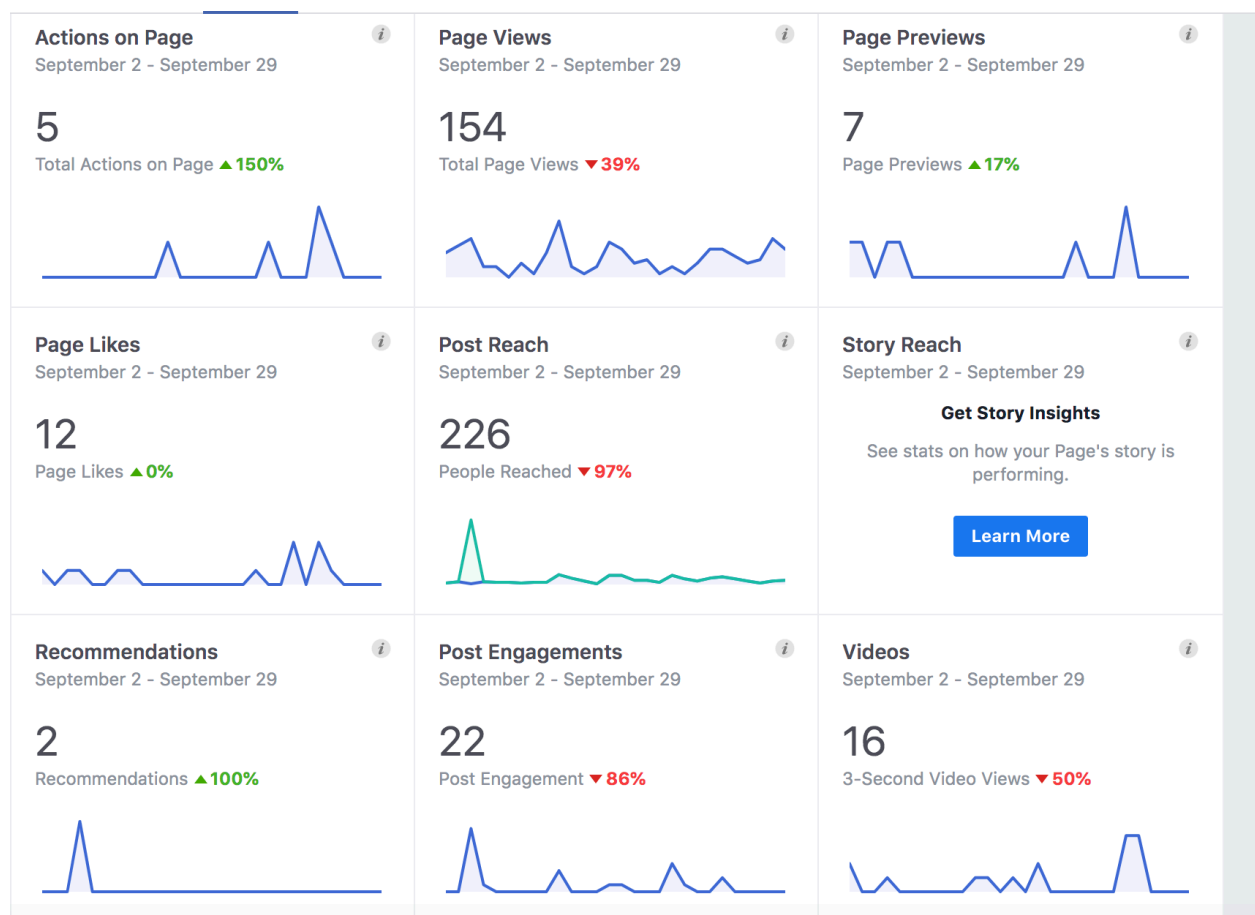 Actions on Page
September 2 - September 29
5
Total Actions on Page ▲150%
Page Views
September 2 - September 29
154
Total Page Views ▼39%
Page Previews
September 2 - September 29
7
Page Previews ▲17%
Page Likes
September 2 - September 29
12
Page Likes ▲0%
Post Reach
September 2 - September 29
226
People Reached ▼97%
Story Reach
September 2 - September 29
Get Story Insights
See stats on how your Page's story is
performing.
Learn More
Recommendations
September 2 - September 29
2
Recommendations ▲100%
Post Engagements
September 2 - September 29
22
Post Engagement ▼86%
Videos
September 2 - September 29
16
3-Second Video Views ▼50%